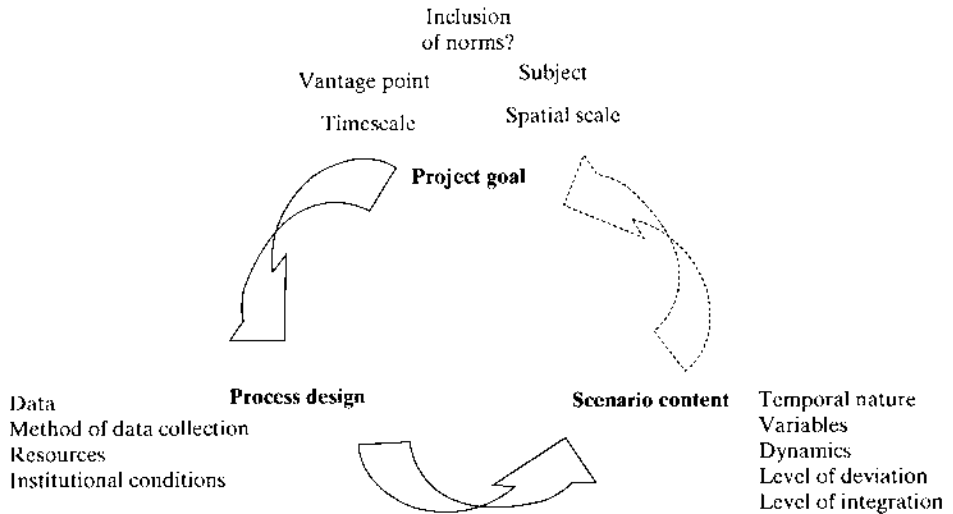 Inclusion
of norms?
Vantage point
Subject
Timescale
Spatial scale
Project goal
Process design
Data
Method of data collection
Resources
Institutional conditions
Scenario content
Temporal nature
Variables
Dynamics
Level of deviation
Level of integration